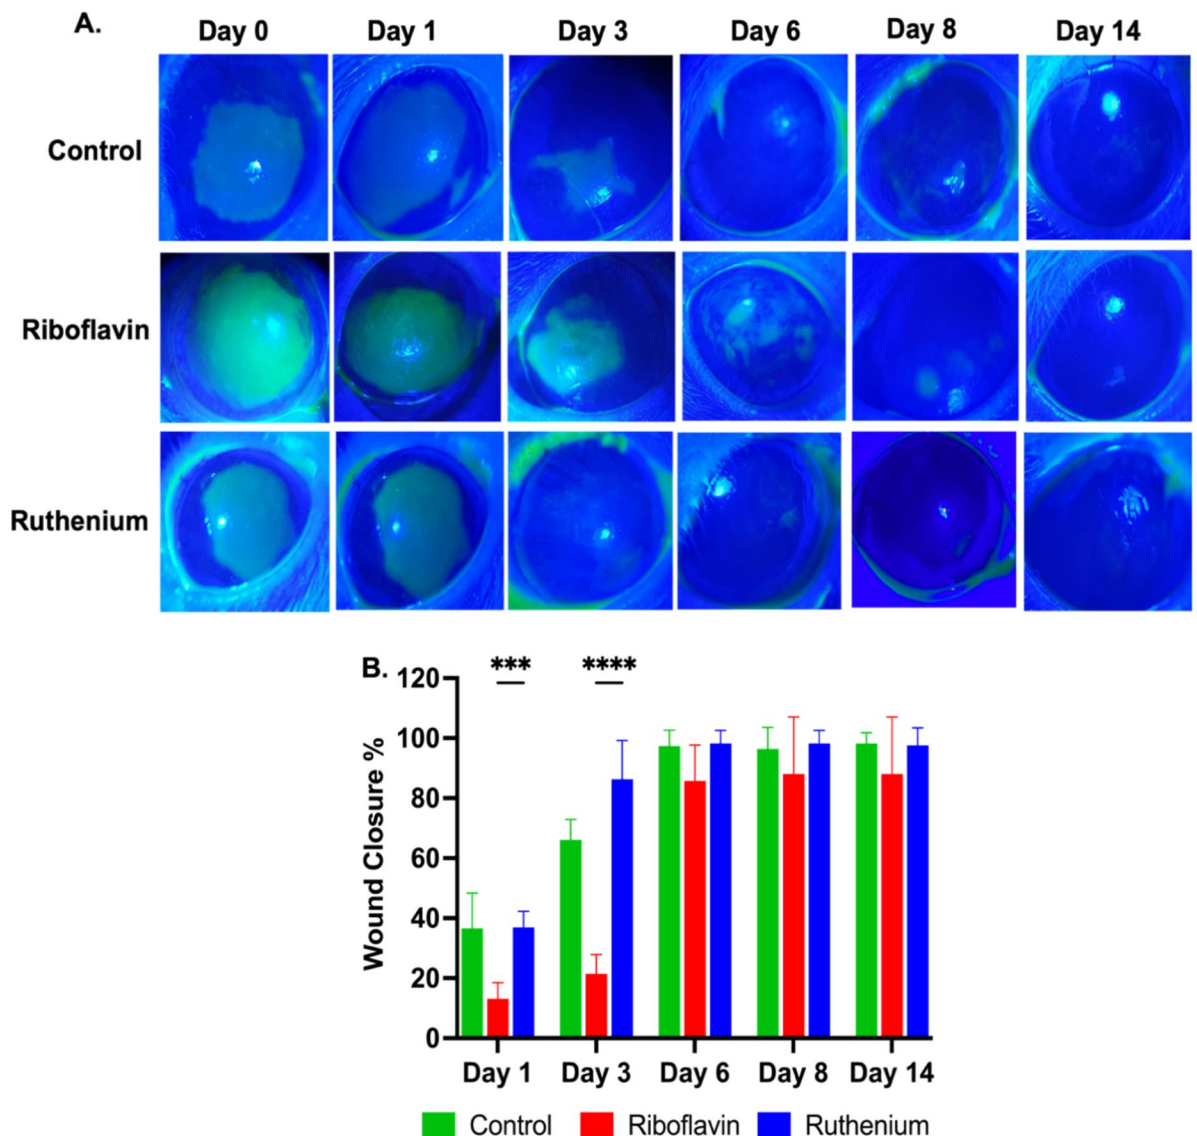 A.
Day 0 Day 1 Day 3 Day 6 Day 8 Day 14
Control
Riboflavin
Ruthenium
B.
*** ****
120
100
80
60
40
20
0
Wound Closure %
Day 1 Day 3 Day 6 Day 8 Day 14
Control Riboflavin Ruthenium